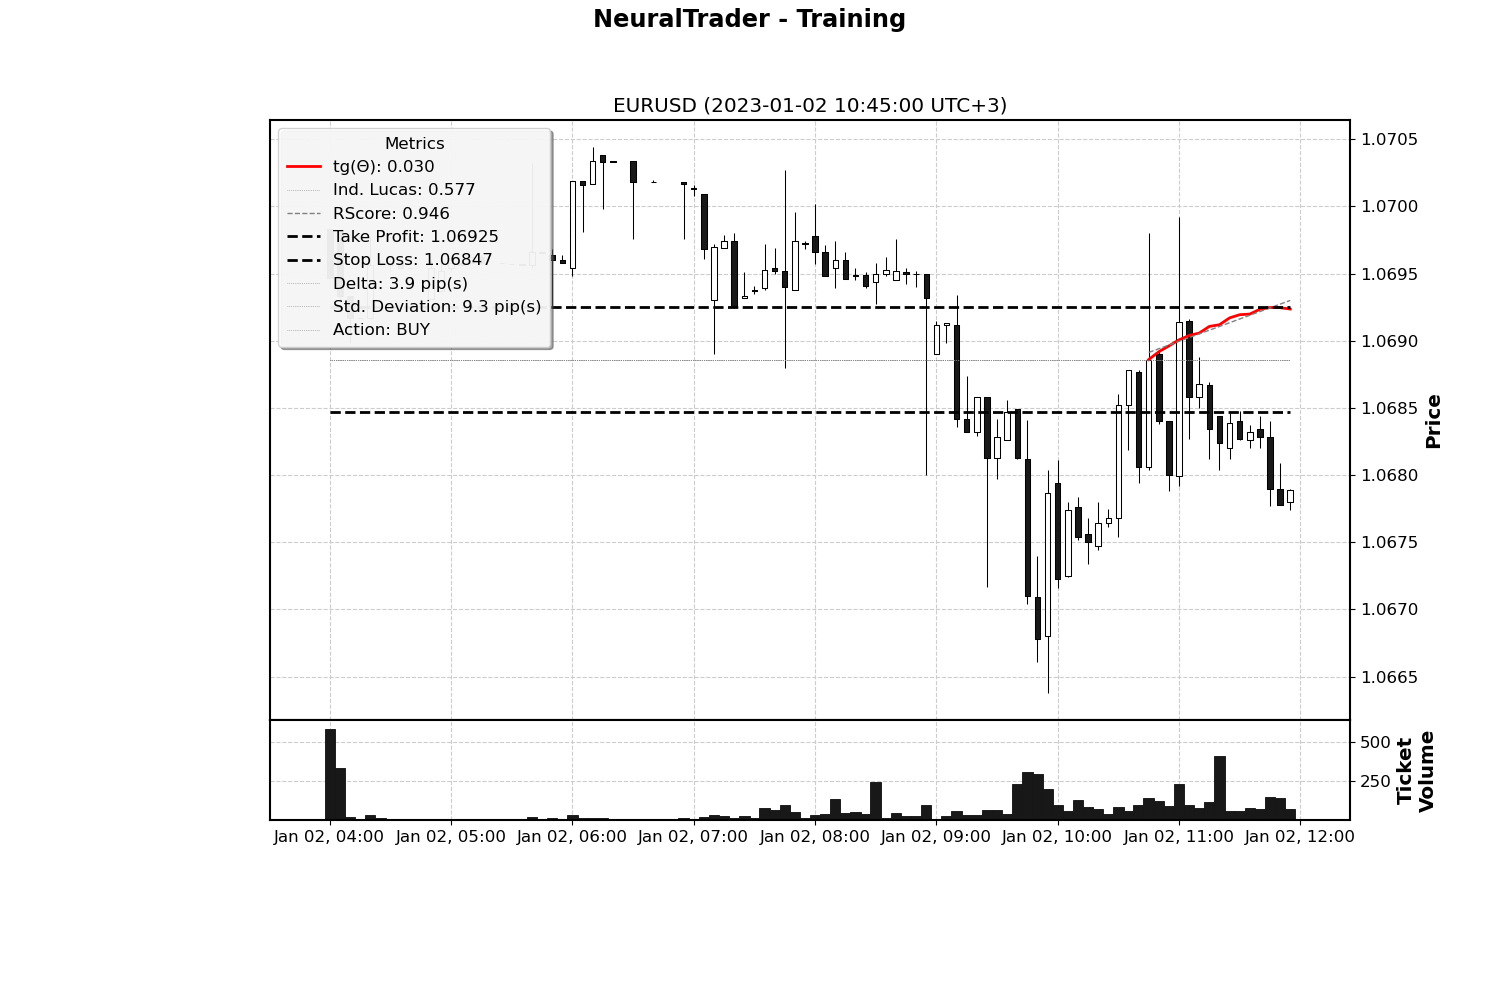 NeuralTrader - Training
EURUSD (2023-01-02 10:45:00 UTC+3)
Metrics
tg(Θ): 0.030
Ind. Lucas: 0.577
RScore: 0.946
Take Profit: 1.06925
Stop Loss: 1.06847
Delta: 3.9 pip(s)
Std. Deviation: 9.3 pip(s)
Action: BUY
1.0705
1.0700
1.0695
1.0690
1.0685
1.0680
1.0675
1.0670
1.0665
Price
500
250
Ticket
Volume
Jan 02, 04:00
Jan 02, 05:00
Jan 02, 06:00
Jan 02, 07:00
Jan 02, 08:00
Jan 02, 09:00
Jan 02, 10:00
Jan 02, 11:00
Jan 02, 12:00